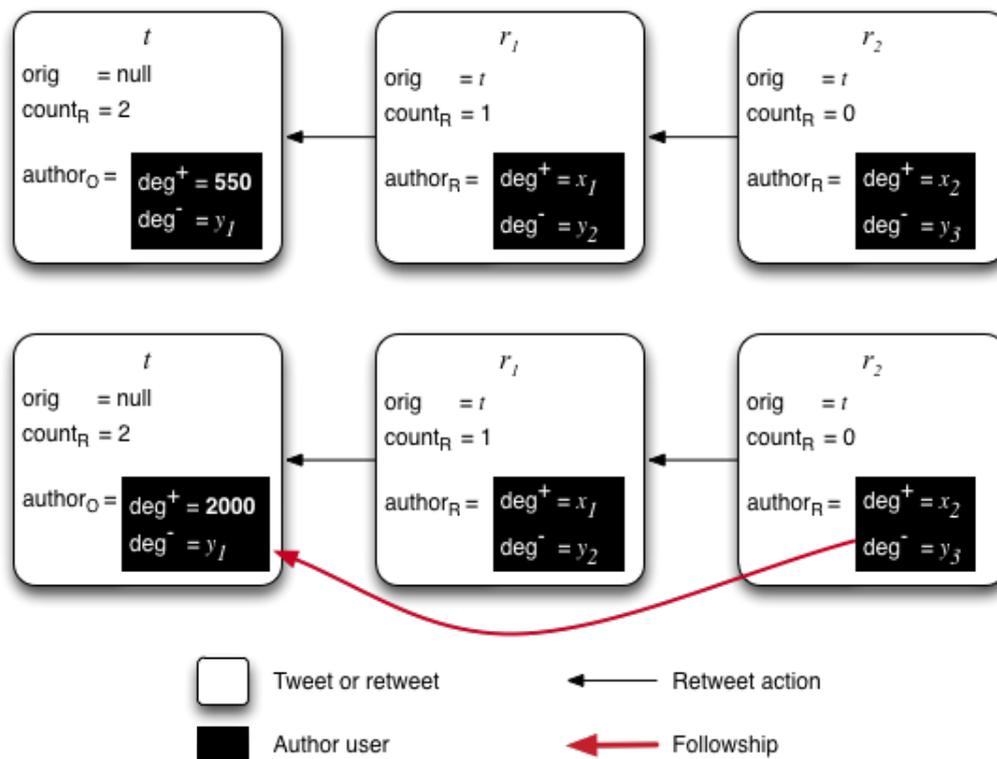 t
orig = null
count_R = 2
author_O =
deg^+ = 550
deg^- = y_1
r_1
orig = t
count_R = 1
author_R =
deg^+ = x_1
deg^- = y_2
r_2
orig = t
count_R = 0
author_R =
deg^+ = x_2
deg^- = y_3
t
orig = null
count_R = 2
author_O =
deg^+ = 2000
deg^- = y_1
r_1
orig = t
count_R = 1
author_R =
deg^+ = x_1
deg^- = y_2
r_2
orig = t
count_R = 0
author_R =
deg^+ = x_2
deg^- = y_3
Tweet or retweet
Retweet action
Author user
Followship